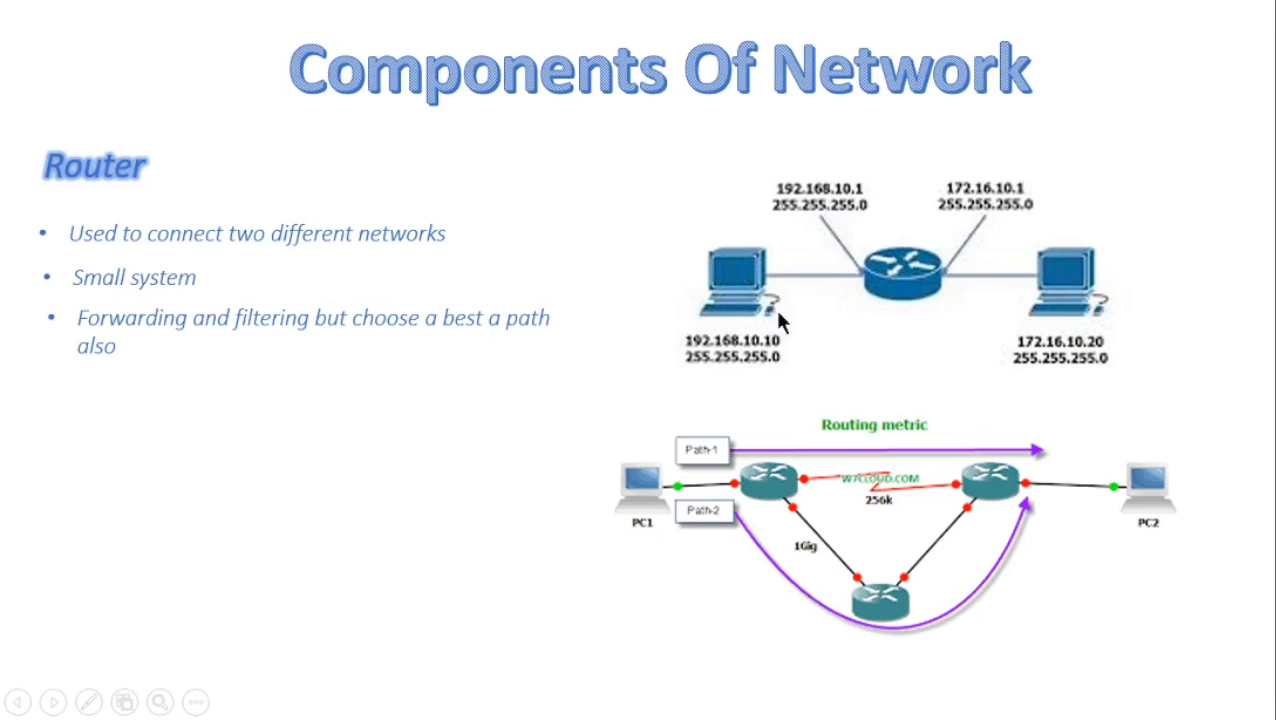 Components Of Network
Router
• Used to connect two different networks
• Small system
• Forwarding and filtering but choose a best a path
also
192.168.10.1
255.255.255.0
172.16.10.1
255.255.255.0
192.168.10.10
255.255.255.0
172.16.10.20
255.255.255.0
Routing metric
Path-1
W7CLOUD.COM
256k
PC1
Path-2
PC2
1Gig